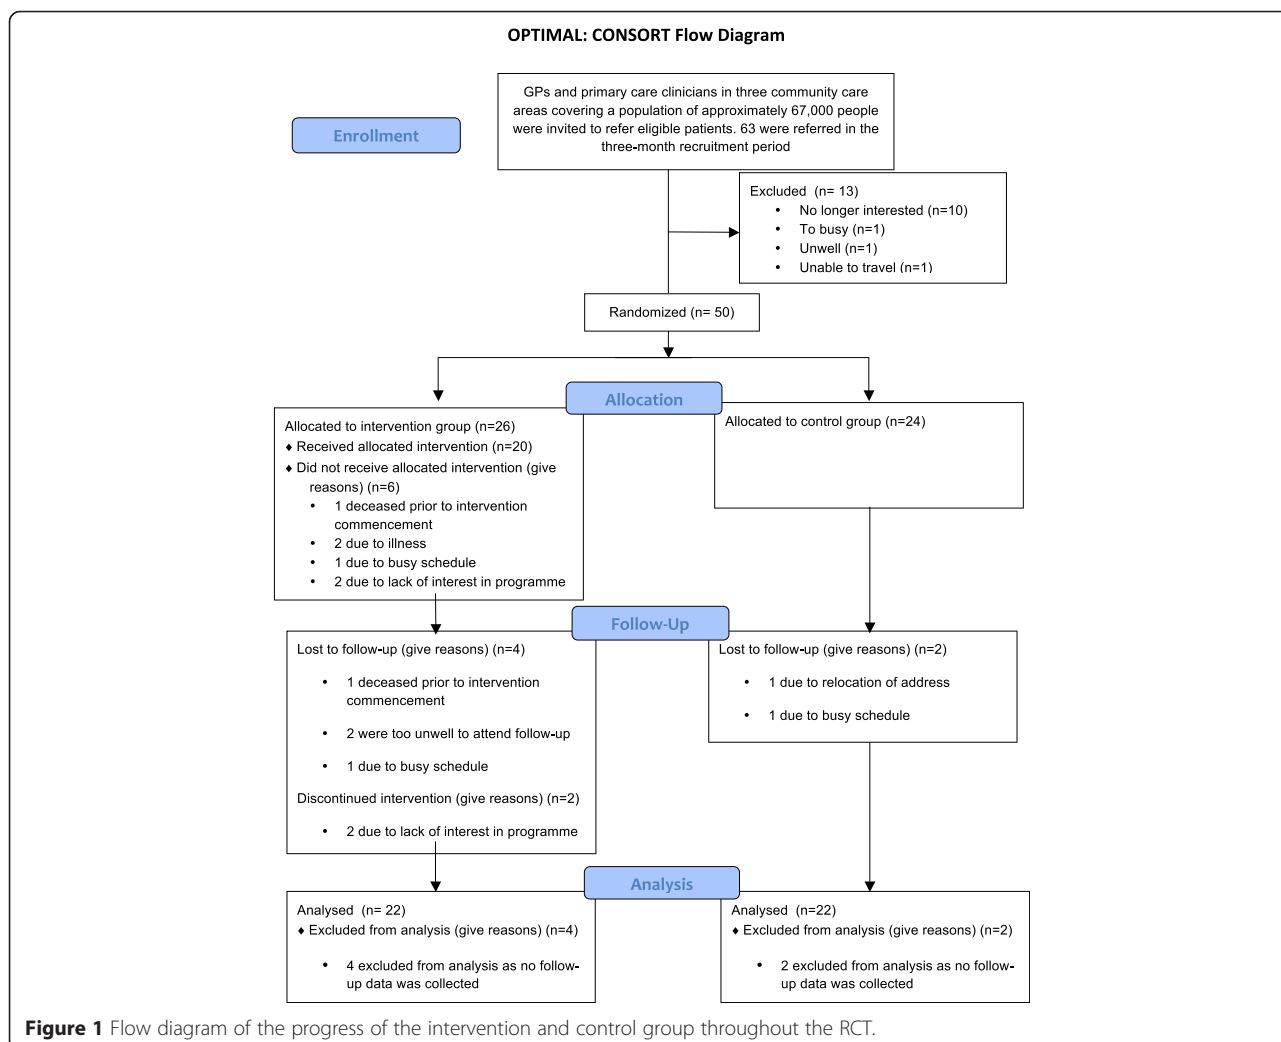 OPTIMAL: CONSORT Flow Diagram
GPs and primary care clinicians in three community care
areas covering a population of approximately 67,000 people
were invited to refer eligible patients. 63 were referred in the
three-month recruitment period
Enrollment
Excluded (n= 13)
• No longer interested (n=10)
• To busy (n=1)
• Unwell (n=1)
• Unable to travel (n=1)
Randomized (n= 50)
Allocation
Allocated to intervention group (n=26)
♦ Received allocated intervention (n=20)
♦ Did not receive allocated intervention (give
reasons) (n=6)
• 1 deceased prior to intervention
commencement
• 2 due to illness
• 1 due to busy schedule
• 2 due to lack of interest in programme
Allocated to control group (n=24)
Follow-Up
Lost to follow-up (give reasons) (n=4)
• 1 deceased prior to intervention
commencement
• 2 were too unwell to attend follow-up
• 1 due to busy schedule
Discontinued intervention (give reasons) (n=2)
• 2 due to lack of interest in programme
Lost to follow-up (give reasons) (n=2)
• 1 due to relocation of address
• 1 due to busy schedule
Analysis
Analysed (n= 22)
♦ Excluded from analysis (give reasons) (n=4)
• 4 excluded from analysis as no follow-
up data was collected
Analysed (n=22)
♦ Excluded from analysis (give reasons) (n=2)
• 2 excluded from analysis as no follow-
up data was collected
Figure 1 Flow diagram of the progress of the intervention and control group throughout the RCT.